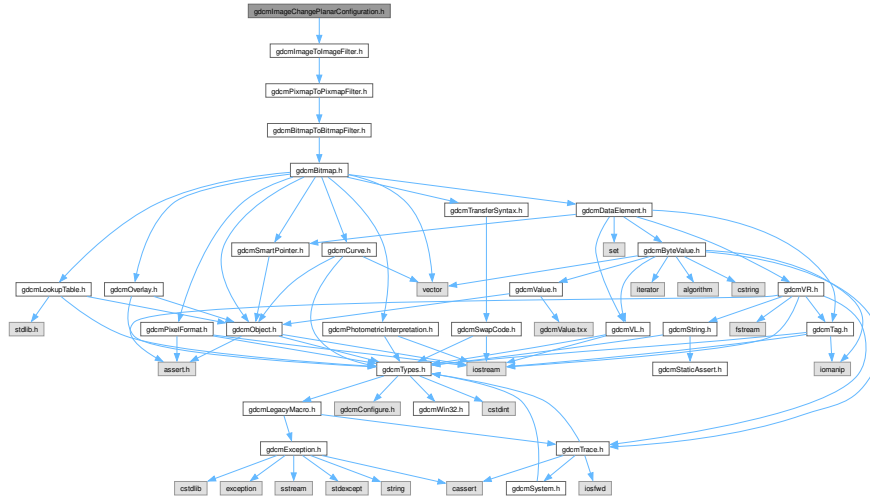 gdcmImageChangePlanarConfiguration.h
gdcmImageToImageFilter.h
gdcmPixmapToPixmapFilter.h
gdcmBitmapToBitmapFilter.h
gdcmBitmap.h
gdcmTransferSyntax.h
gdcmDataElement.h
gdcmSmartPointer.h
gdcmCurve.h
set
gdcmByteValue.h
gdcmLookupTable.h
gdcmOverlay.h
vector
gdcmValue.h
iterator
algorithm
cstring
gdcmVR.h
stdlib.h
gdcmPixelFormat.h
gdcmObject.h
gdcmPhotometricInterpretation.h
gdcmSwapCode.h
gdcmValue.txx
gdcmVL.h
gdcmString.h
fstream
gdcmTag.h
assert.h
gdcmTypes.h
iostream
gdcmStaticAssert.h
iomanip
gdcmLegacyMacro.h
gdcmConfigure.h
gdcmWin32.h
cstdint
gdcmException.h
gdcmTrace.h
cstdlib
exception
sstream
stdexcept
string
cassert
gdcmSystem.h
iosfwd